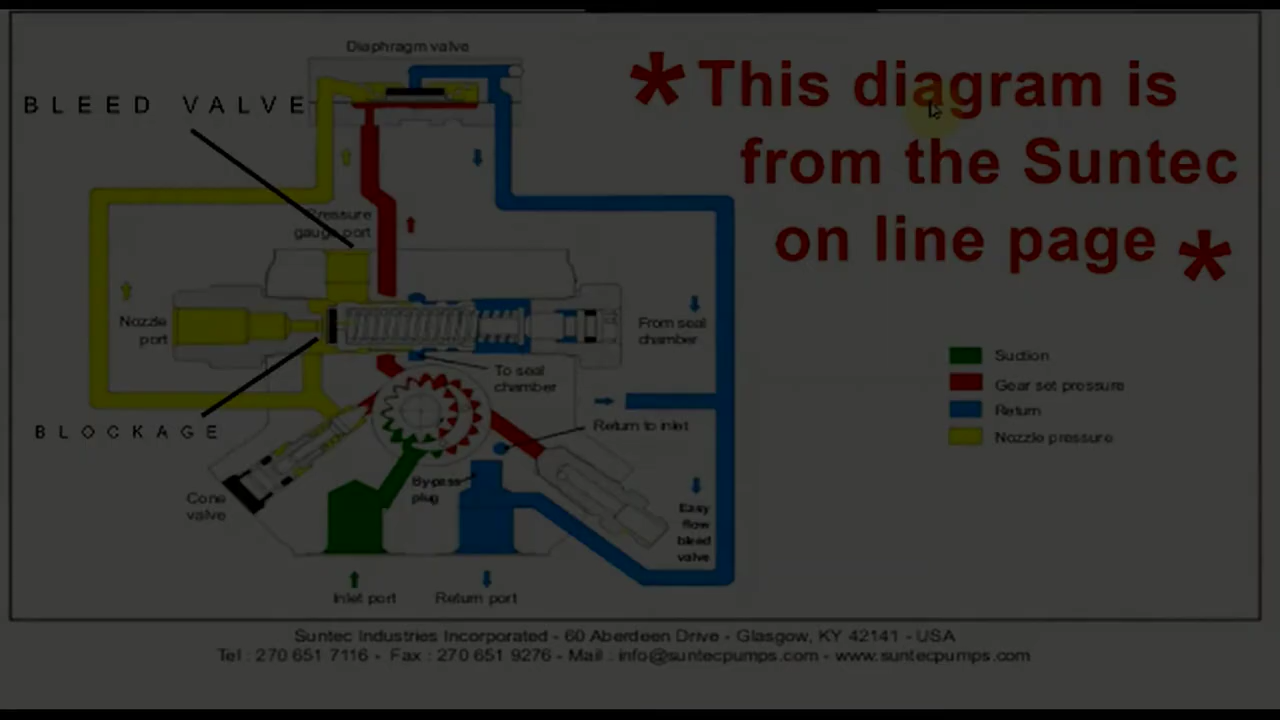 Diaphragm valve
BLEED VALVE
* This diagram is
from the Suntec
on line page *
Pressure
gauge port
Nozzle
port
From seal
chamber
To seal
chamber
Suction
Gear set pressure
Return
Nozzle pressure
BLOCKAGE
Return to inlet
Bypass
plug
Cone
valve
Easy
flow
bleed
valve
Inlet port
Return port
Suntec Industries Incorporated - 60 Aberdeen Drive - Glasgow, KY 42141 - USA
Tel : 270 651 7116 - Fax : 270 651 9276 - Mail : info@suntecpumps.com - www.suntecpumps.com